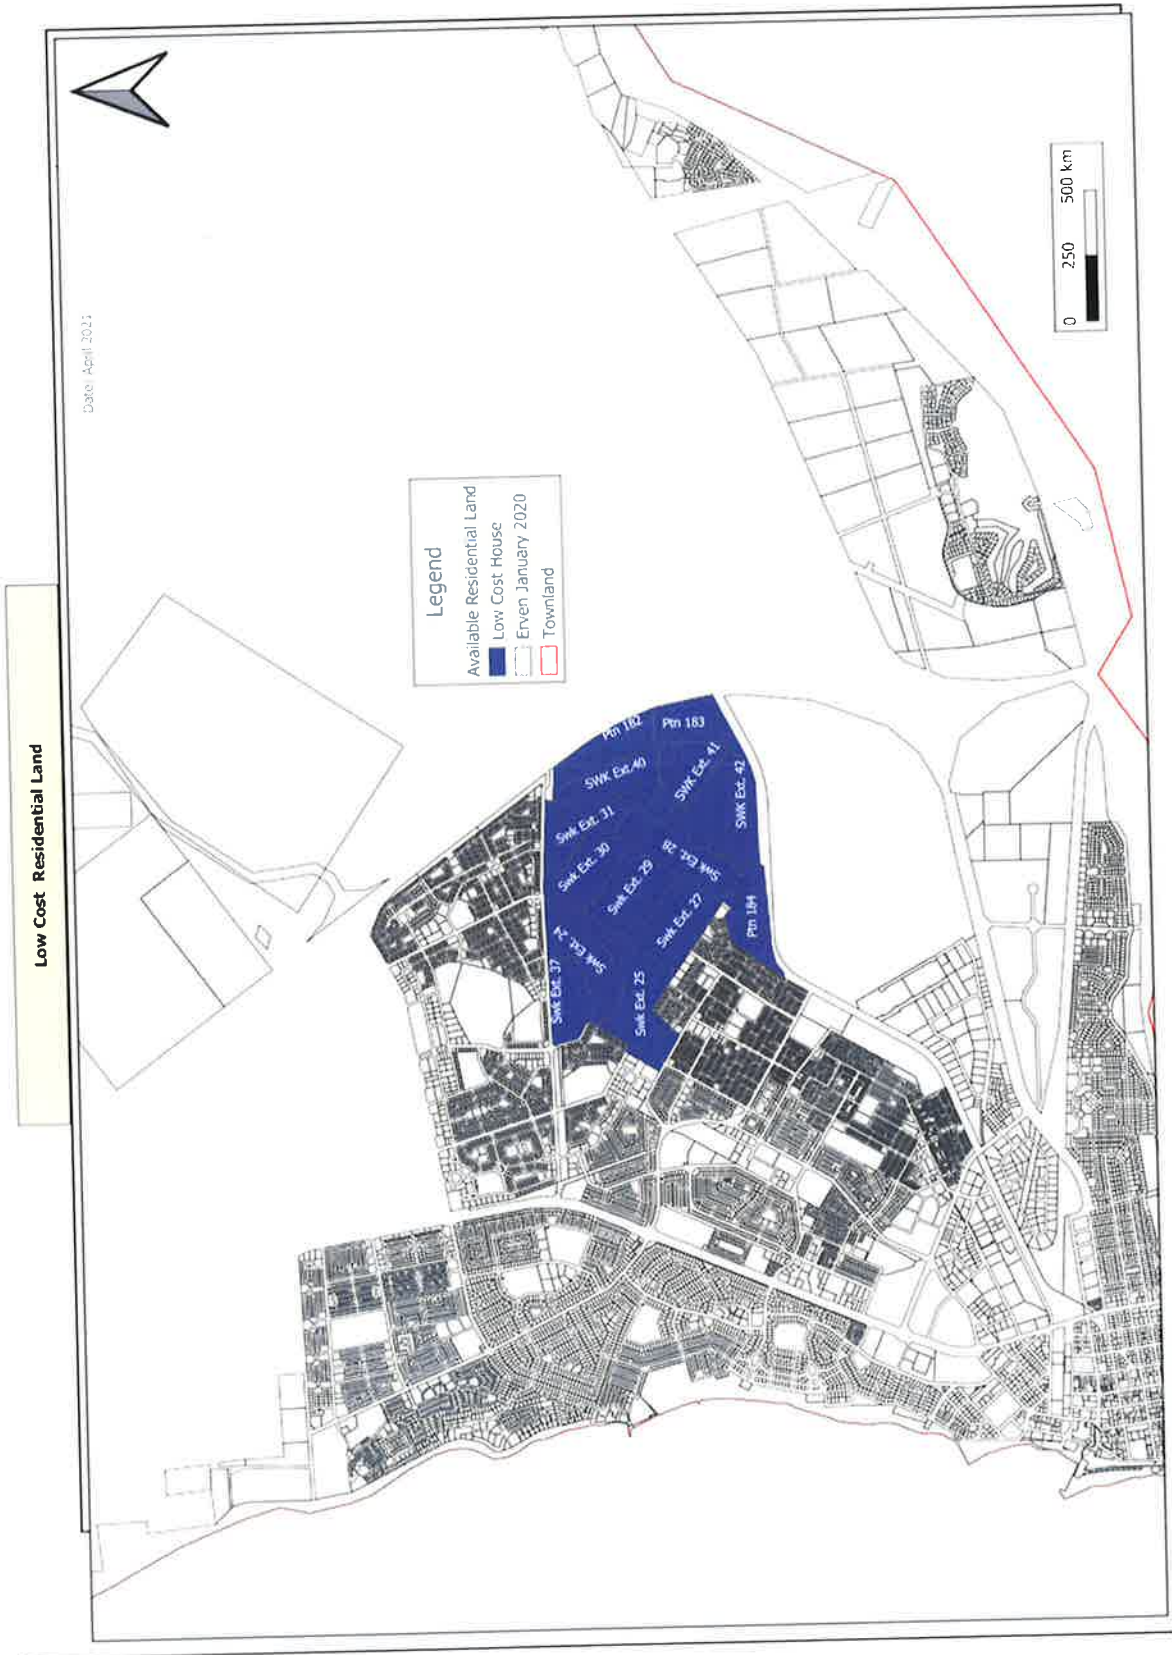 Low Cost Residential Land
Date: April 2021
Legend
Available Residential Land
Low Cost House
Erven January 2020
Townland
Swk Ext. 37
Swk Ext. 24
Swk Ext. 30
Swk Ext. 31
SWK Ext.40
Ptn 182
Swk Ext. 25
Swk Ext. 29
Swk Ext. 27
Swk Ext. 28
SWK Ext. 41
Ptn 183
Ptn 184
SWK Ext. 42
0 250 500 km